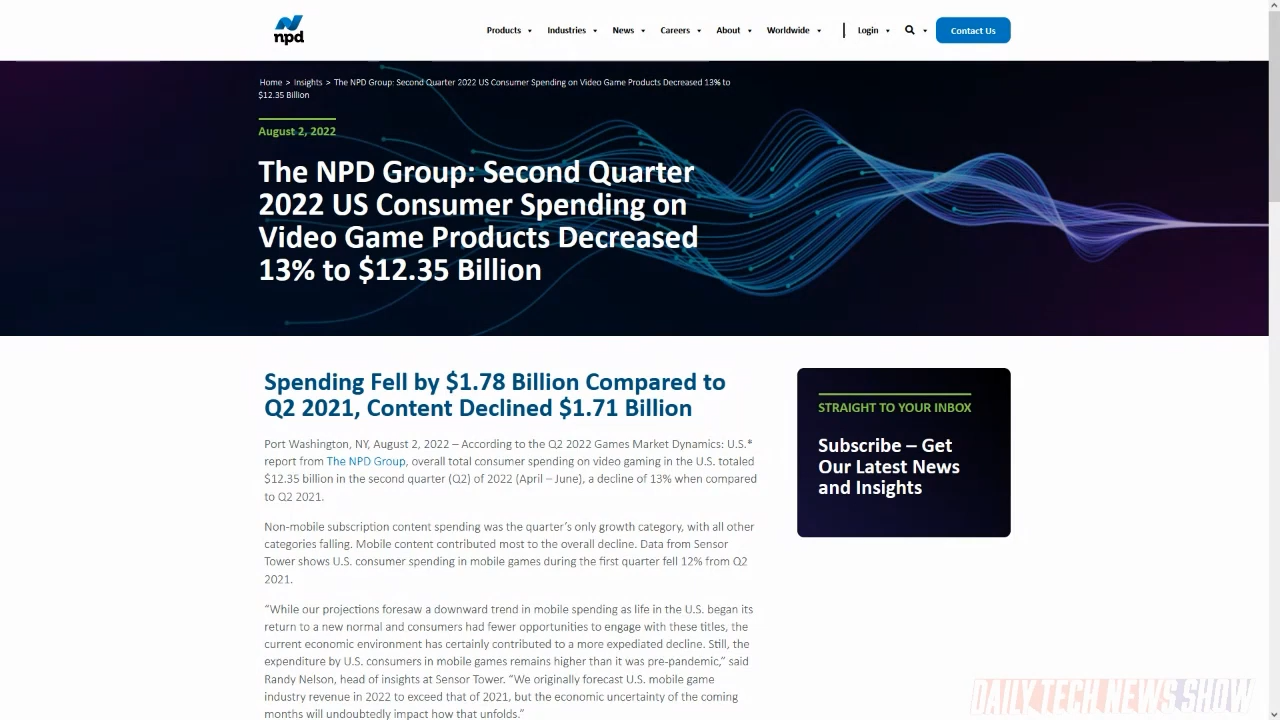 npd
Products
Industries
News
Careers
About
Worldwide
Login
Contact Us
Home > Insights > The NPD Group: Second Quarter 2022 US Consumer Spending on Video Game Products Decreased 13% to
$12.35 Billion
August 2, 2022
The NPD Group: Second Quarter
2022 US Consumer Spending on
Video Game Products Decreased
13% to $12.35 Billion
Spending Fell by $1.78 Billion Compared to
Q2 2021, Content Declined $1.71 Billion
Port Washington, NY, August 2, 2022 – According to the Q2 2022 Games Market Dynamics: U.S.*
report from The NPD Group, overall total consumer spending on video gaming in the U.S. totaled
$12.35 billion in the second quarter (Q2) of 2022 (April – June), a decline of 13% when compared
to Q2 2021.
Non-mobile subscription content spending was the quarter's only growth category, with all other
categories falling. Mobile content contributed most to the overall decline. Data from Sensor
Tower shows U.S. consumer spending in mobile games during the first quarter fell 12% from Q2
2021.
"While our projections foresaw a downward trend in mobile spending as life in the U.S. began its
return to a new normal and consumers had fewer opportunities to engage with these titles, the
current economic environment has certainly contributed to a more expediated decline. Still, the
expenditure by U.S. consumers in mobile games remains higher than it was pre-pandemic," said
Randy Nelson, head of insights at Sensor Tower. "We originally forecast U.S. mobile game
industry revenue in 2022 to exceed that of 2021, but the economic uncertainty of the coming
months will undoubtedly impact how that unfolds."
STRAIGHT TO YOUR INBOX
Subscribe – Get
Our Latest News
and Insights
DAILY TECH NEWS SHOW